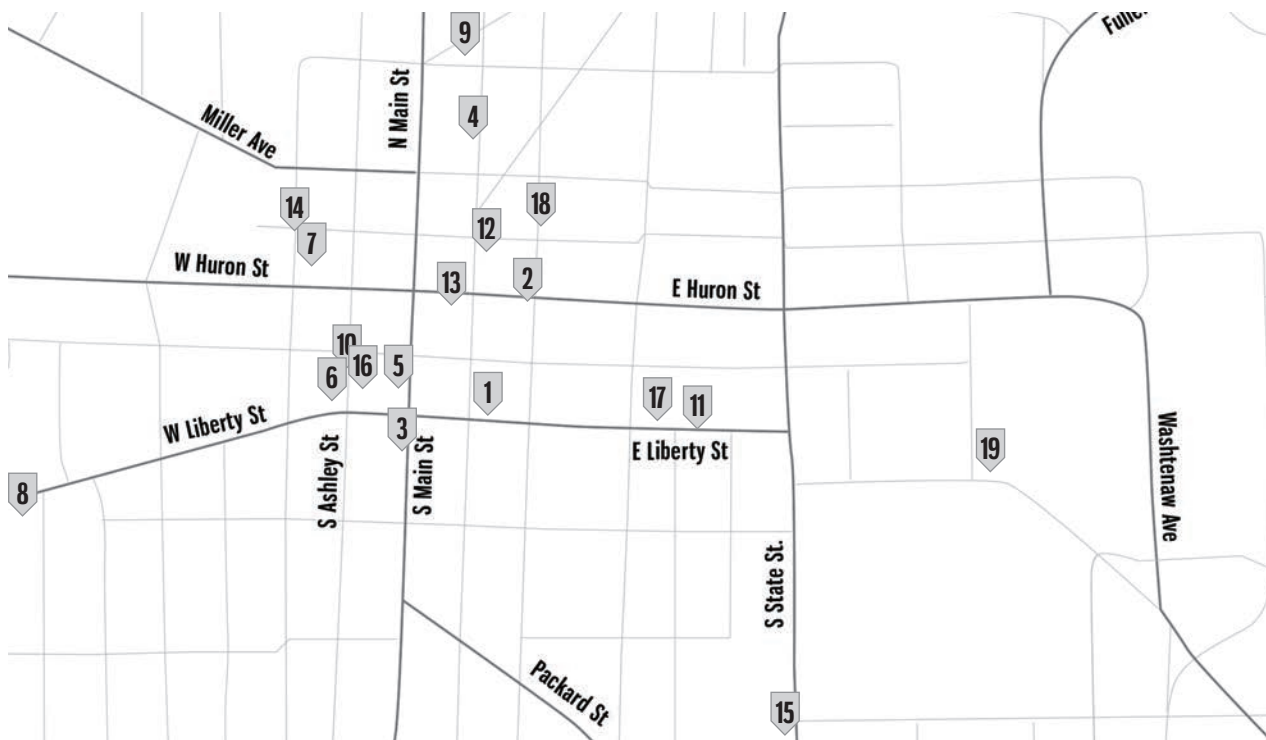 9
Fuller
N Main St
4
Miller Ave
14
18
12
7
W Huron St
13
2
E Huron St
10
16
5
6
1
17
11
W Liberty St
3
E Liberty St
19
8
S Ashley St
S Main St
Washtenaw Ave
S State St.
Packard St
15